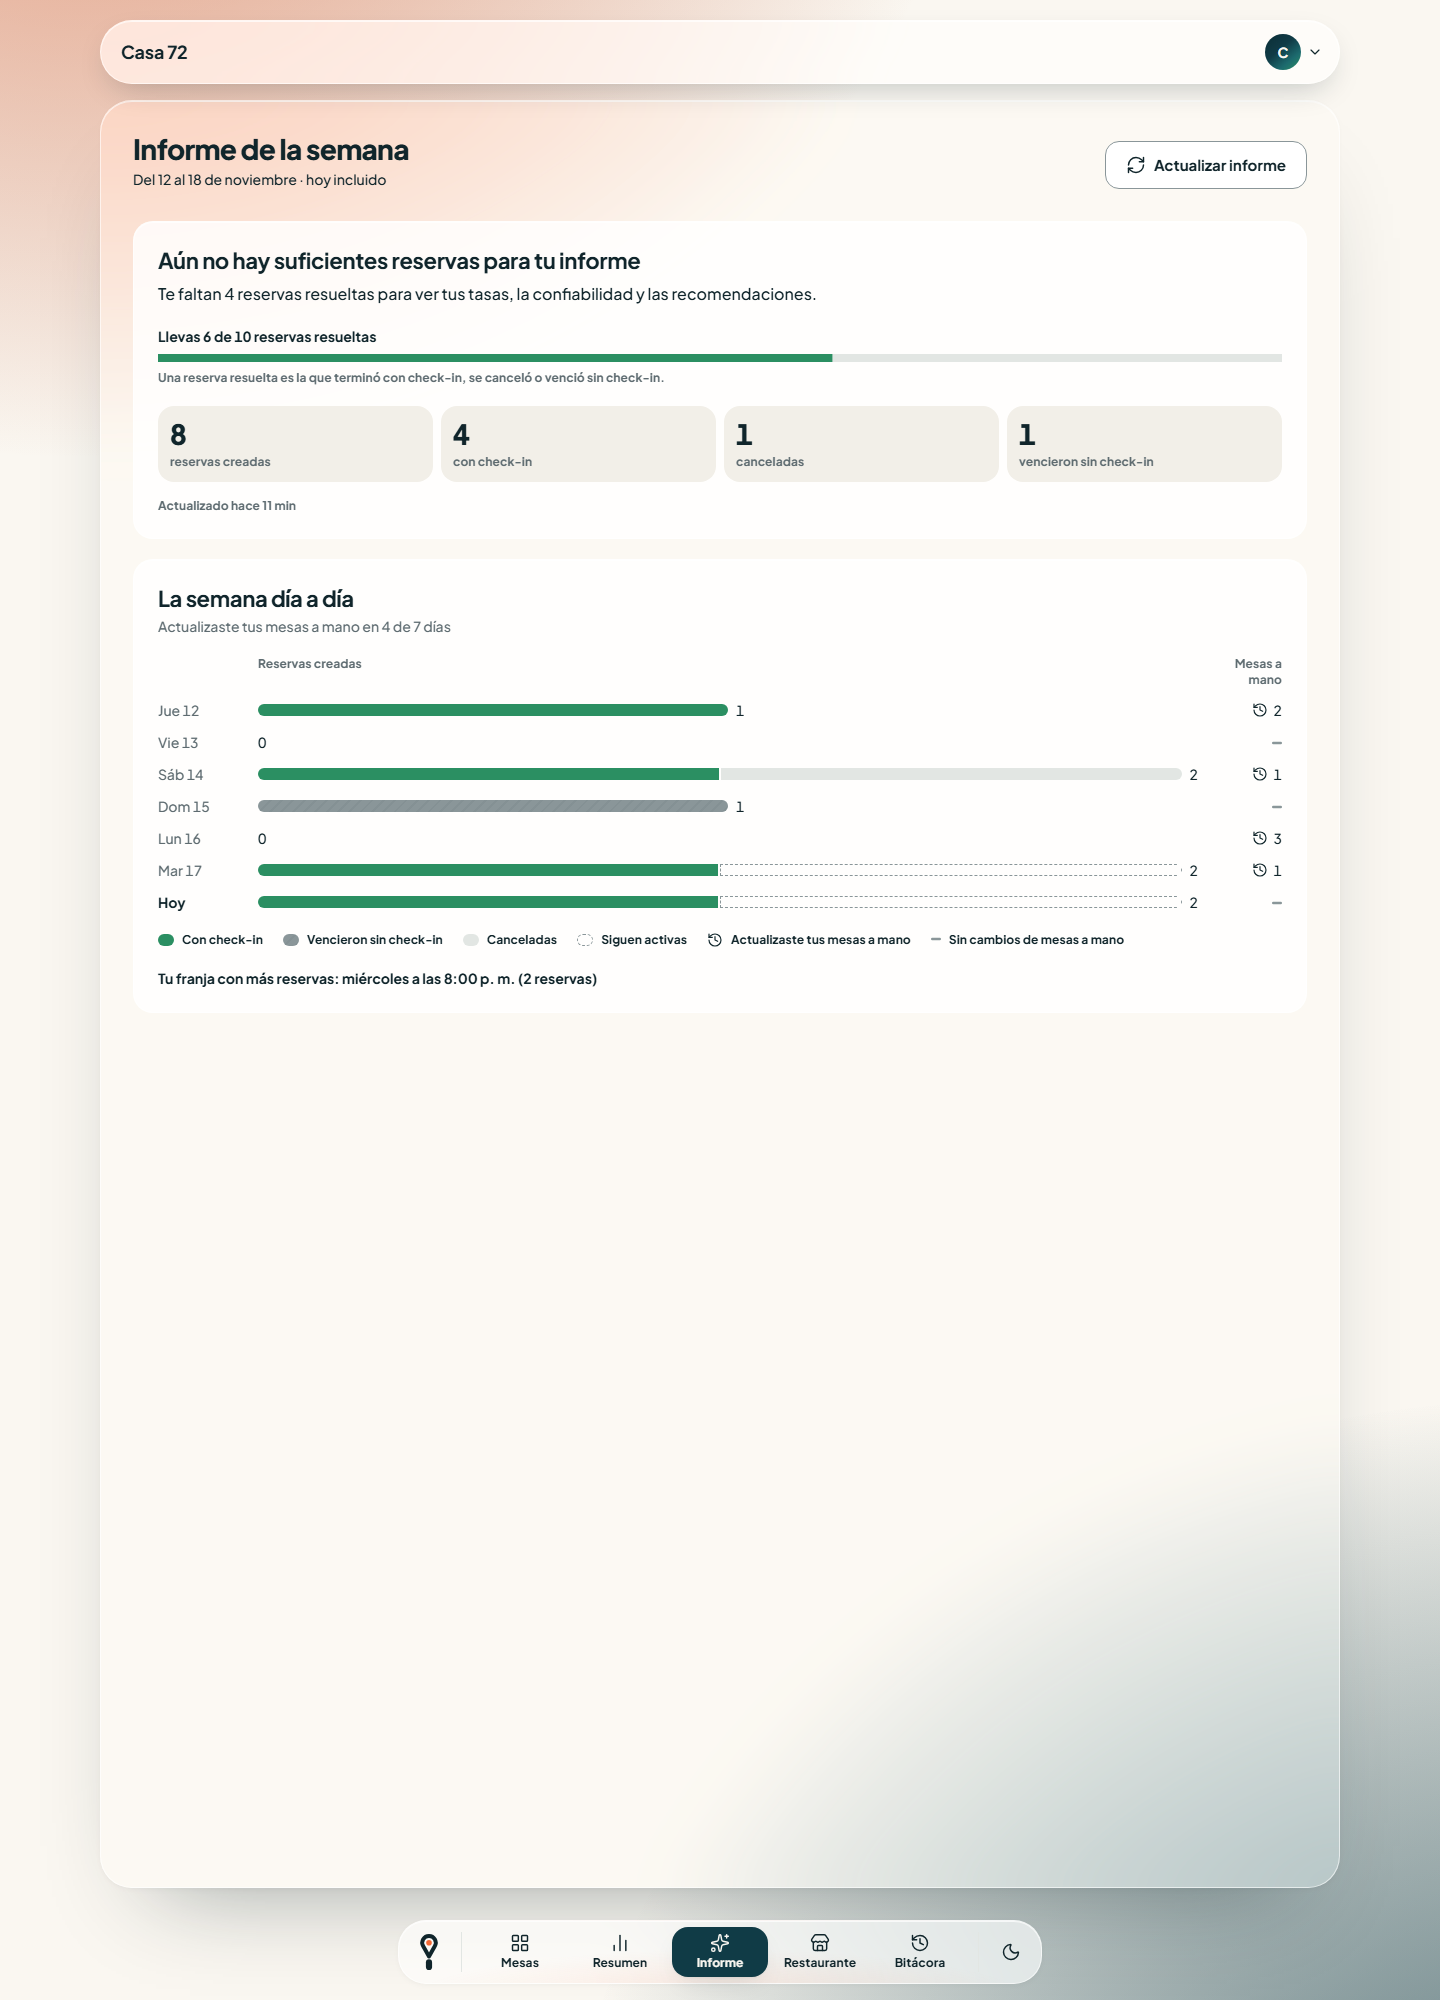 Casa 72
C
Informe de la semana
Del 12 al 18 de noviembre · hoy incluido
Actualizar informe
Aún no hay suficientes reservas para tu informe
Te faltan 4 reservas resueltas para ver tus tasas, la confiabilidad y las recomendaciones.
Llevas 6 de 10 reservas resueltas
Una reserva resuelta es la que terminó con check-in, se canceló o venció sin check-in.
8
reservas creadas
4
con check-in
1
canceladas
1
vencieron sin check-in
Actualizado hace 11 min
La semana día a día
Actualizaste tus mesas a mano en 4 de 7 días
Reservas creadas
Mesas a
mano
Jue 12 1 2
Vie 13 0 –
Sáb 14 2 1
Dom 15 1 –
Lun 16 0 3
Mar 17 2 1
Hoy 2 –
Con check-in Vencieron sin check-in Canceladas Siguen activas Actualizaste tus mesas a mano – Sin cambios de mesas a mano
Tu franja con más reservas: miércoles a las 8:00 p. m. (2 reservas)
Mesas Resumen Informe Restaurante Bitácora